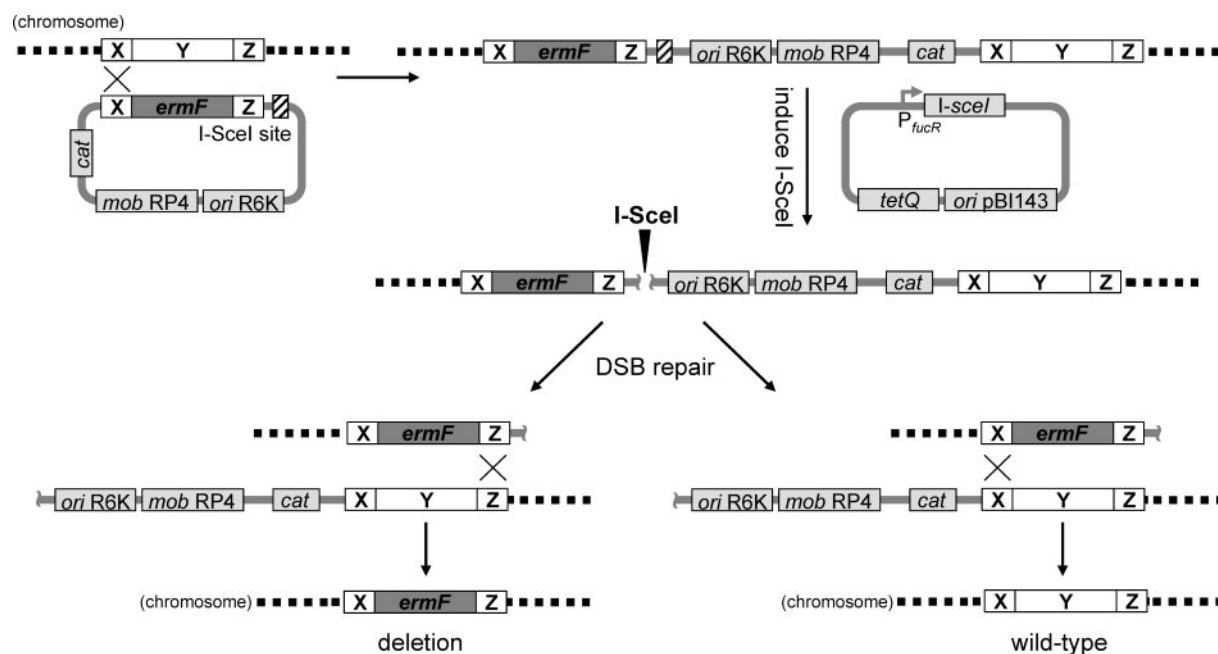 (chromosome)
X Y Z
X ermF Z
I-SceI site
cat
mob RP4 ori R6K
X ermF Z ori R6K mob RP4 cat X Y Z
induce I-SceI
I-sceI
PfucR
tetQ ori pBI143
I-SceI
X ermF Z ori R6K mob RP4 cat X Y Z
DSB repair
X ermF Z
ori R6K mob RP4 cat X Y Z
(chromosome) X ermF Z
deletion
X ermF Z
ori R6K mob RP4 cat X Y Z
(chromosome) X Y Z
wild-type